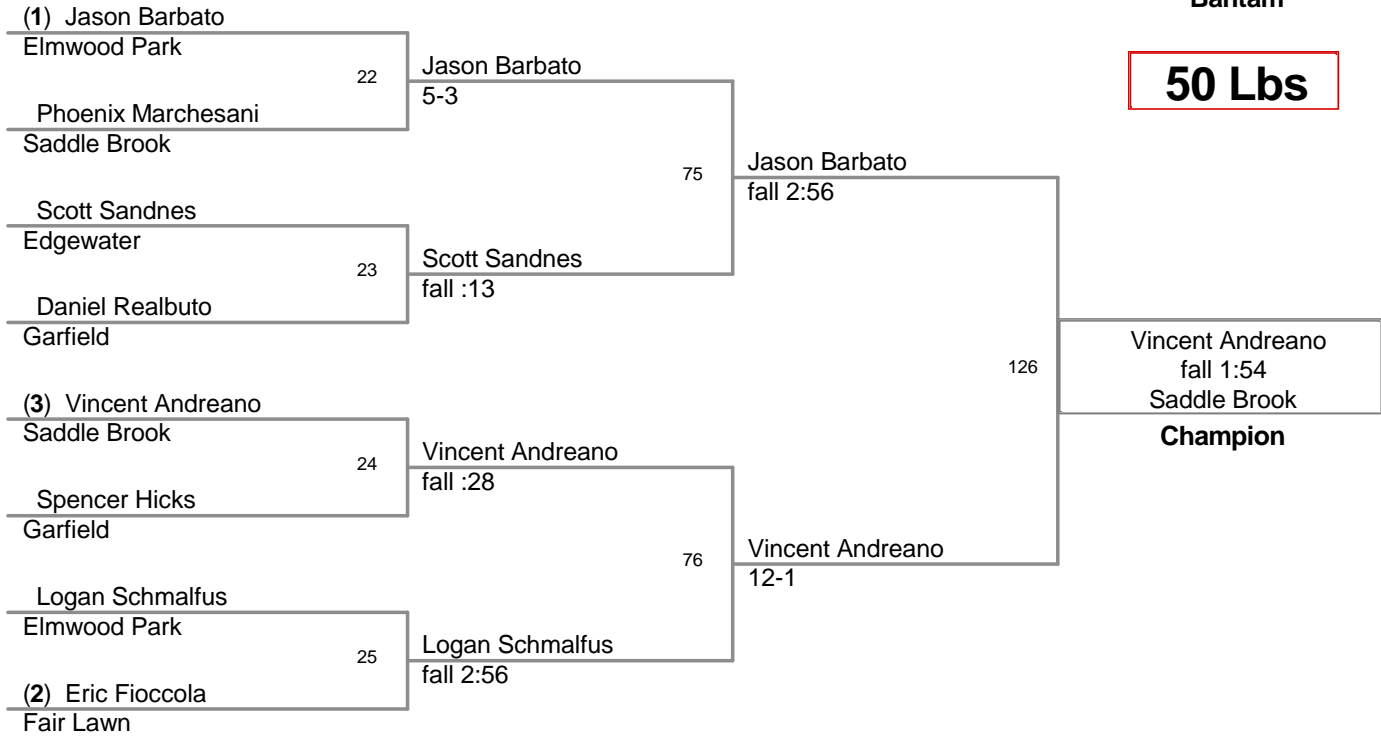 Bantam
50 Lbs
(1) Jason Barbato
Elmwood Park
22
Phoenix Marchesani
Saddle Brook
Scott Sandnes
Edgewater
23
Daniel Realbuto
Garfield
(3) Vincent Andreano
Saddle Brook
24
Spencer Hicks
Garfield
Logan Schmalfus
Elmwood Park
25
(2) Eric Fioccola
Fair Lawn
Jason Barbato
5-3
75
Scott Sandnes
fall :13
Vincent Andreano
fall :28
76
Logan Schmalfus
fall 2:56
Jason Barbato
fall 2:56
126
Vincent Andreano
12-1
Vincent Andreano
fall 1:54
Saddle Brook
Champion